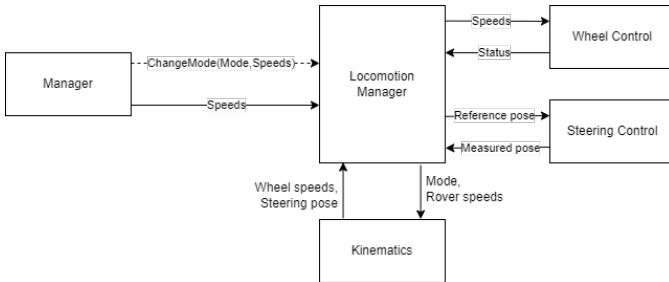 Speeds
Wheel Control
Status
ChangeMode(Mode,Speeds)
Manager
Locomotion
Manager
Speeds
Reference pose
Steering Control
Measured pose
Wheel speeds,
Steering pose
Mode,
Rover speeds
Kinematics